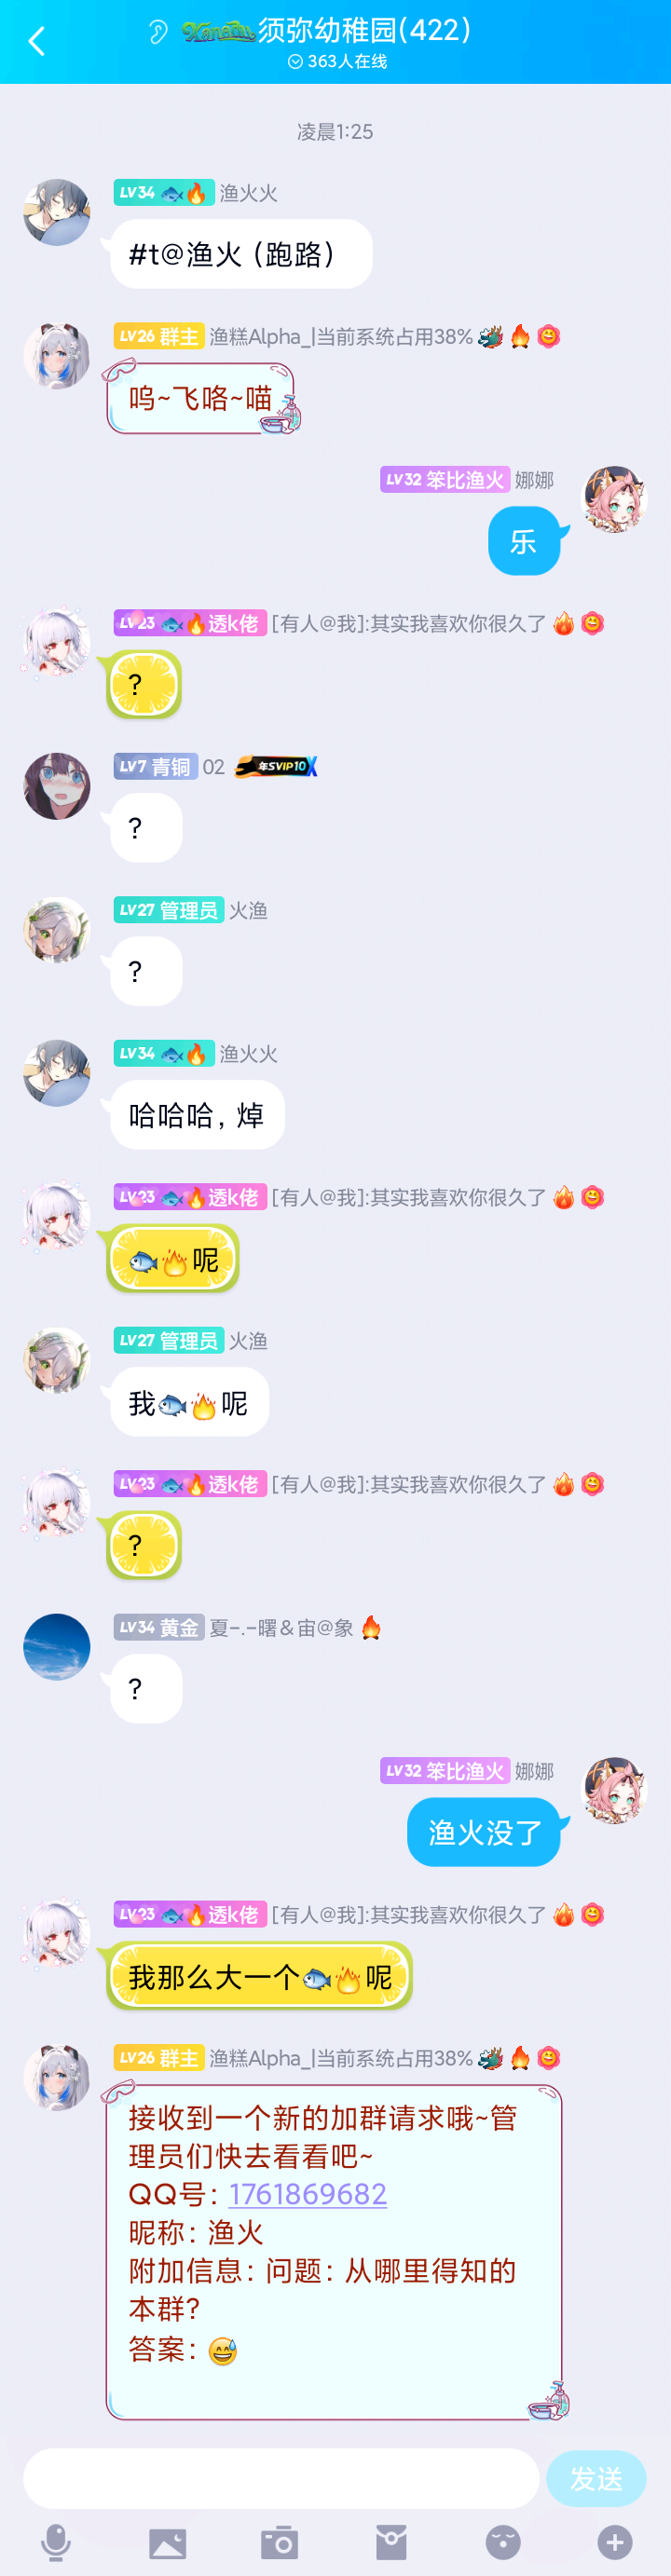 Xanadu须弥幼稚园(422)
363人在线
凌晨1:25
LV34 🐟🔥 渔火火
#t@渔火（跑路）
LV26 群主 渔糕Alpha_|当前系统占用38%
呜~飞咯~喵
LV32 笨比渔火 娜娜
乐
LV23 🐟🔥透k佬 [有人@我]:其实我喜欢你很久了
?
LV7 青铜 02 年SVIP10
?
LV27 管理员 火渔
?
LV34 🐟🔥 渔火火
哈哈哈, 焯
LV23 🐟🔥透k佬 [有人@我]:其实我喜欢你很久了
🐟🔥呢
LV27 管理员 火渔
我🐟🔥呢
LV23 🐟🔥透k佬 [有人@我]:其实我喜欢你很久了
?
LV34 黄金 夏-.-曙&宙@象
?
LV32 笨比渔火 娜娜
渔火没了
LV23 🐟🔥透k佬 [有人@我]:其实我喜欢你很久了
我那么大一个🐟🔥呢
LV26 群主 渔糕Alpha_|当前系统占用38%
接收到一个新的加群请求哦~管
理员们快去看看吧~
QQ号: 1761869682
昵称: 渔火
附加信息: 问题: 从哪里得知的
本群?
答案: 😅
发送